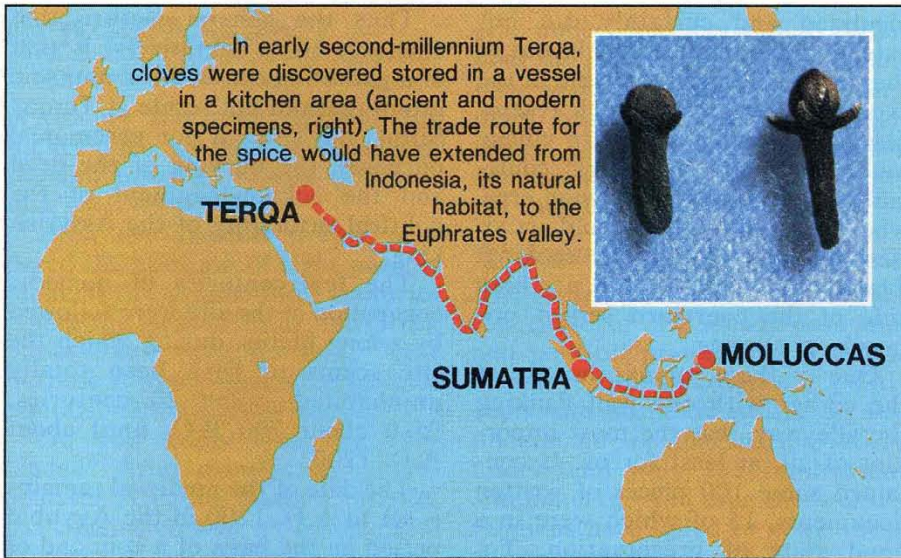 In early second-millennium Terqa,
cloves were discovered stored in a vessel
in a kitchen area (ancient and modern
specimens, right). The trade route for
the spice would have extended from
Indonesia, its natural
habitat, to the
Euphrates valley.
TERQA
SUMATRA
MOLUCCAS